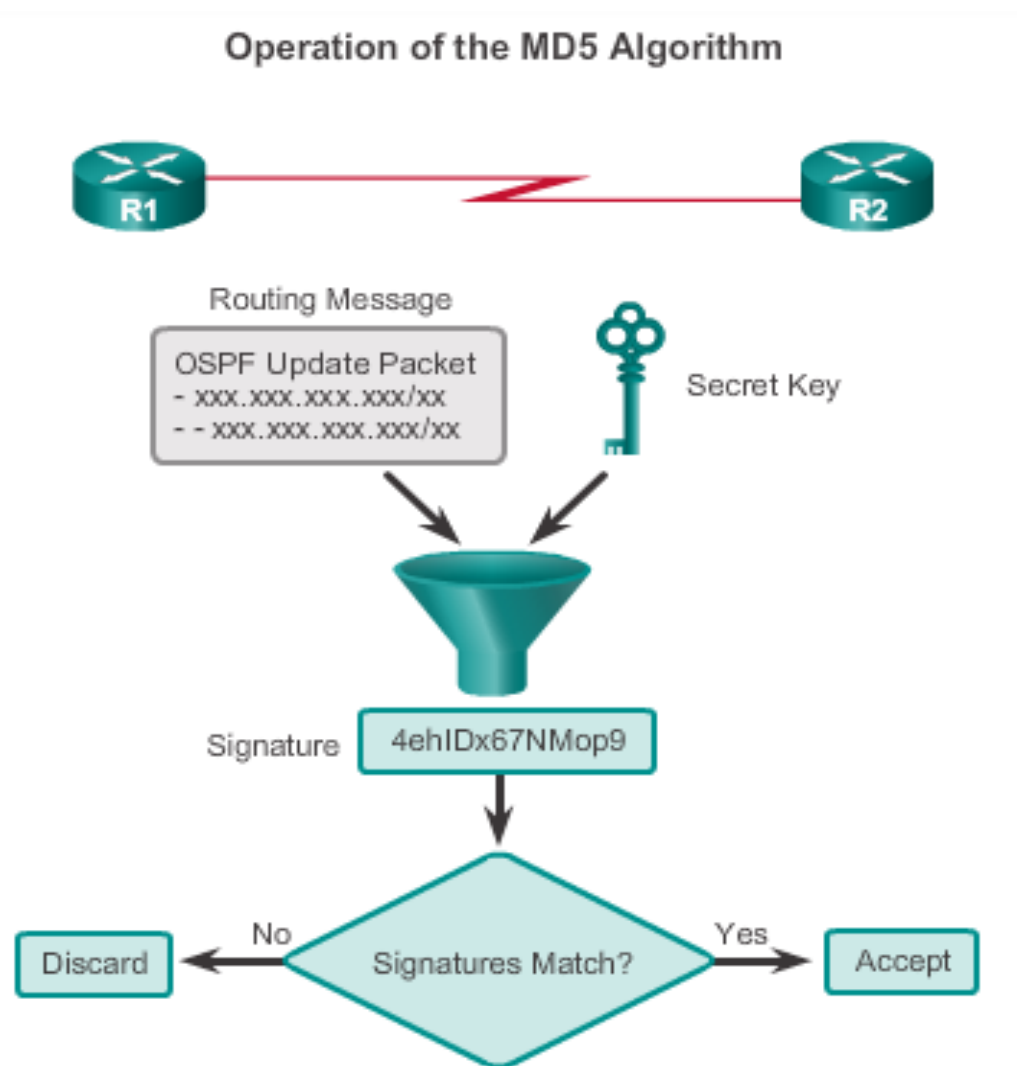 Operation of the MD5 Algorithm
R1
R2
Routing Message
OSPF Update Packet
- xxx.xxx.xxx.xxx/xx
- - xxx.xxx.xxx.xxx/xx
Secret Key
Signature
4ehIDx67NMop9
Signatures Match?
No
Yes
Discard
Accept